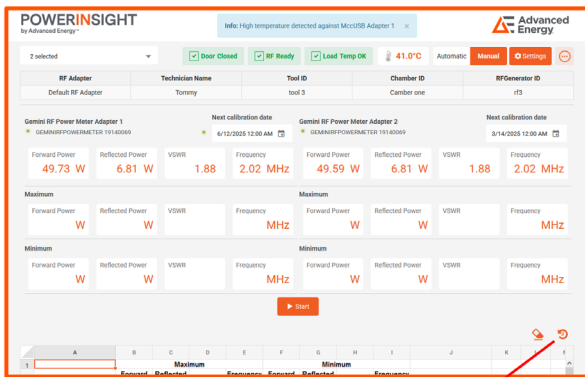 POWERINSIGHT
by Advanced Energy™
Info: High temperature detected against MccUSB Adapter 1 ×
Advanced Energy
2 selected
Door Closed
RF Ready
Load Temp OK
41.0°C
Automatic
Manual
Settings
RF Adapter Technician Name Tool ID Chamber ID RFGenerator ID
Default RF Adapter Tommy tool 3 Camber one rf3
Gemini RF Power Meter Adapter 1
GEMINIRFPOWERMETER 19140069
Next calibration date
6/12/2025 12:00 AM
Gemini RF Power Meter Adapter 2
GEMINIRFPOWERMETER 19140069
Next calibration date
3/14/2025 12:00 AM
Forward Power Reflected Power VSWR Frequency Forward Power Reflected Power VSWR Frequency
49.73 W 6.81 W 1.88 2.02 MHz 49.59 W 6.81 W 1.88 2.02 MHz
Maximum Maximum
Forward Power Reflected Power VSWR Frequency Forward Power Reflected Power VSWR Frequency
W W MHz W W MHz
Minimum Minimum
Forward Power Reflected Power VSWR Frequency Forward Power Reflected Power VSWR Frequency
W W MHz W W MHz
Start
A B C D E F G H I J K L M
1 Maximum Minimum
Forward Reflected Frequency Forward Reflected Frequency